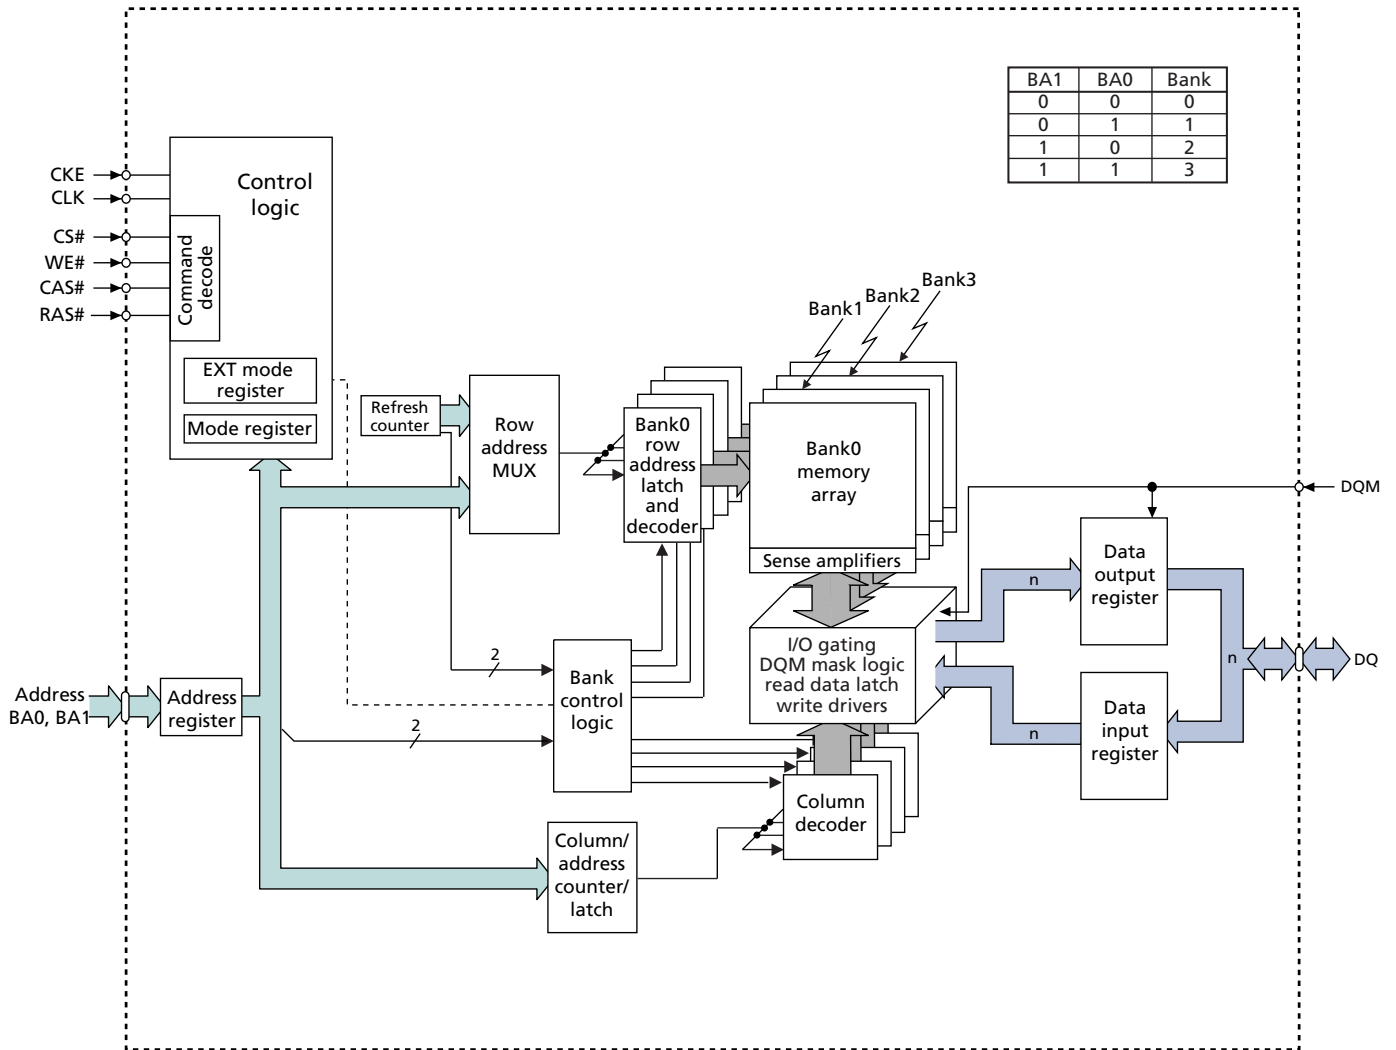 BA1 BA0 Bank
0 0 0
0 1 1
1 0 2
1 1 3
CKE
CLK
CS#
WE#
CAS#
RAS#
Control
logic
Command
decode
EXT mode
register
Mode register
Refresh
counter
Row
address
MUX
Bank0
row
address
latch
and
decoder
Bank1
Bank2
Bank3
Bank0
memory
array
Sense amplifiers
I/O gating
DQM mask logic
read data latch
write drivers
DQM
Data
output
register
n
n
n
DQ
Data
input
register
Address
BA0, BA1
Address
register
2
2
Bank
control
logic
Column
decoder
Column/
address
counter/
latch